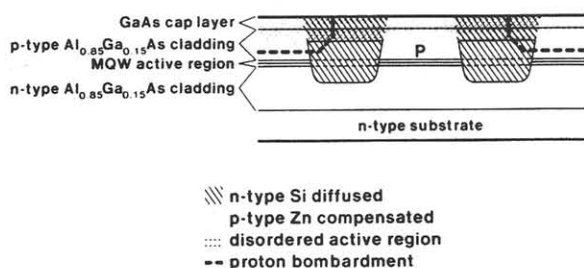 GaAs cap layer
p-type Al0.85Ga0.15As cladding
MQW active region
n-type Al0.85Ga0.15As cladding
P
n-type substrate
n-type Si diffused
p-type Zn compensated
disordered active region
proton bombardment